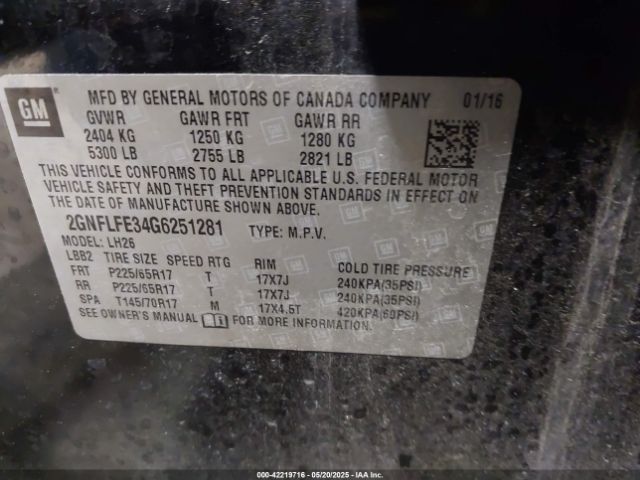 GM
MFD BY GENERAL MOTORS OF CANADA COMPANY 01/16
GVWR GAWR FRT GAWR RR
2404 KG 1250 KG 1280 KG
5300 LB 2755 LB 2821 LB
THIS VEHICLE CONFORMS TO ALL APPLICABLE U.S. FEDERAL MOTOR
VEHICLE SAFETY AND THEFT PREVENTION STANDARDS IN EFFECT ON
THE DATE OF MANUFACTURE SHOWN ABOVE.
2GNFLFE34G6251281 TYPE: M.P.V.
MODEL: LH26
LBB2 TIRE SIZE SPEED RTG RIM COLD TIRE PRESSURE
FRT P225/65R17 T 17X7J 240KPA(35PSI)
RR P225/65R17 T 17X7J 240KPA(35PSI)
SPA T145/70R17 M 17X4.5T 420KPA(60PSI)
SEE OWNER'S MANUAL FOR MORE INFORMATION.
000-42219716 - 05/20/2025 - IAA Inc.